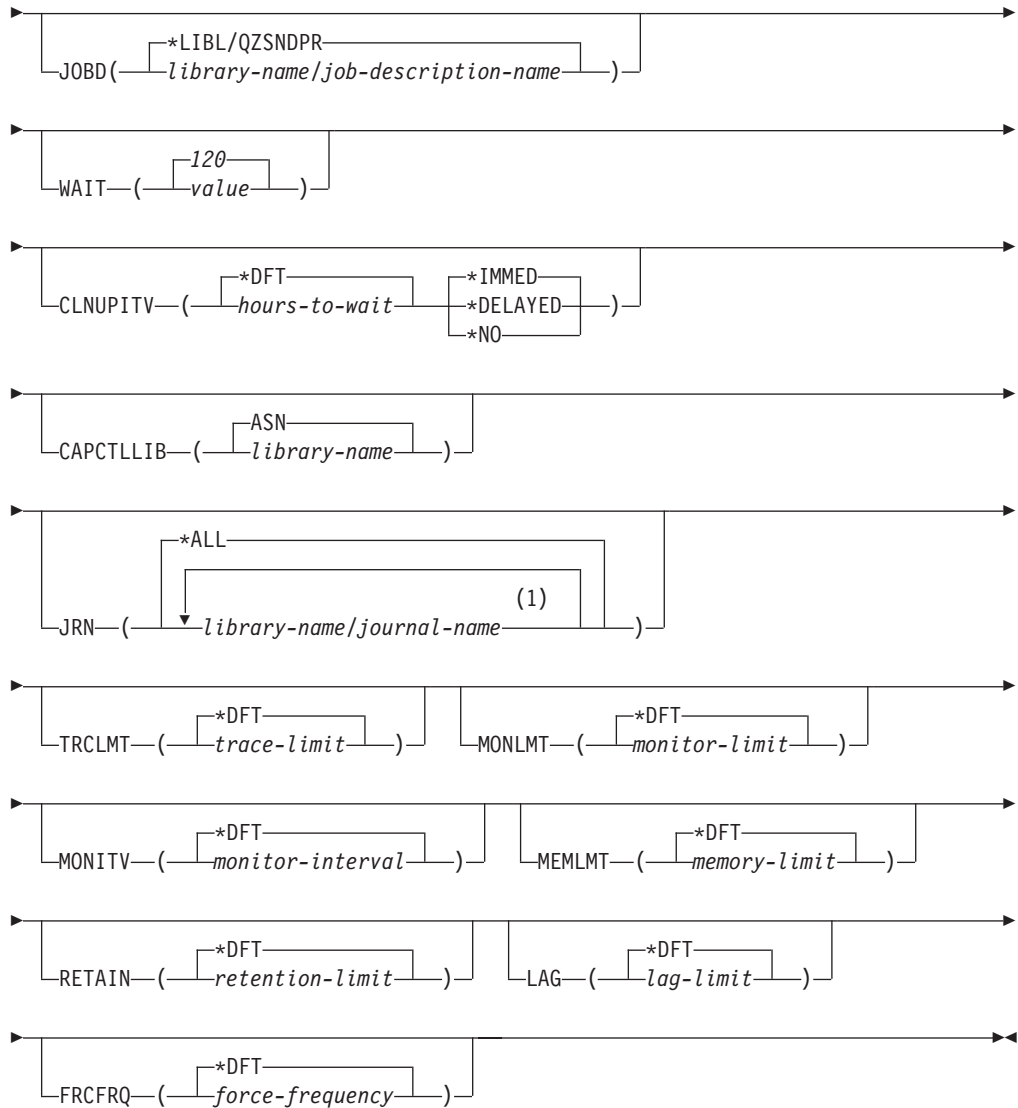 *LIBL/QZSNDPR
JOBD( library-name/job-description-name )
120
WAIT ( value )
*DFT *IMMED
CLNUPITV ( hours-to-wait *DELAYED )
*NO
ASN
CAPCTLLIB ( library-name )
*ALL
(1)
JRN ( library-name/journal-name )
*DFT *DFT
TRCLMT ( trace-limit ) MONLMT ( monitor-limit )
*DFT *DFT
MONITV ( monitor-interval ) MEMLMT ( memory-limit )
*DFT *DFT
RETAIN ( retention-limit ) LAG ( lag-limit )
*DFT
FRCFRQ ( force-frequency )